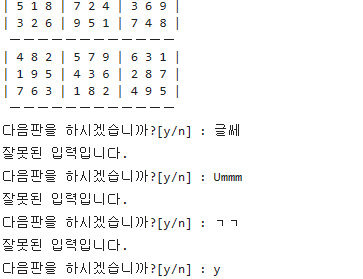 | 5 1 8 | 7 2 4 | 3 6 9 |
| 3 2 6 | 9 5 1 | 7 4 8 |
―――――――――――――
| 4 8 2 | 5 7 9 | 6 3 1 |
| 1 9 5 | 4 3 6 | 2 8 7 |
| 7 6 3 | 1 8 2 | 4 9 5 |
―――――――――――――
다음판을 하시겠습니까?[y/n] : 글쎄
잘못된 입력입니다.
다음판을 하시겠습니까?[y/n] : Ummm
잘못된 입력입니다.
다음판을 하시겠습니까?[y/n] : ㄱㄱ
잘못된 입력입니다.
다음판을 하시겠습니까?[y/n] : y